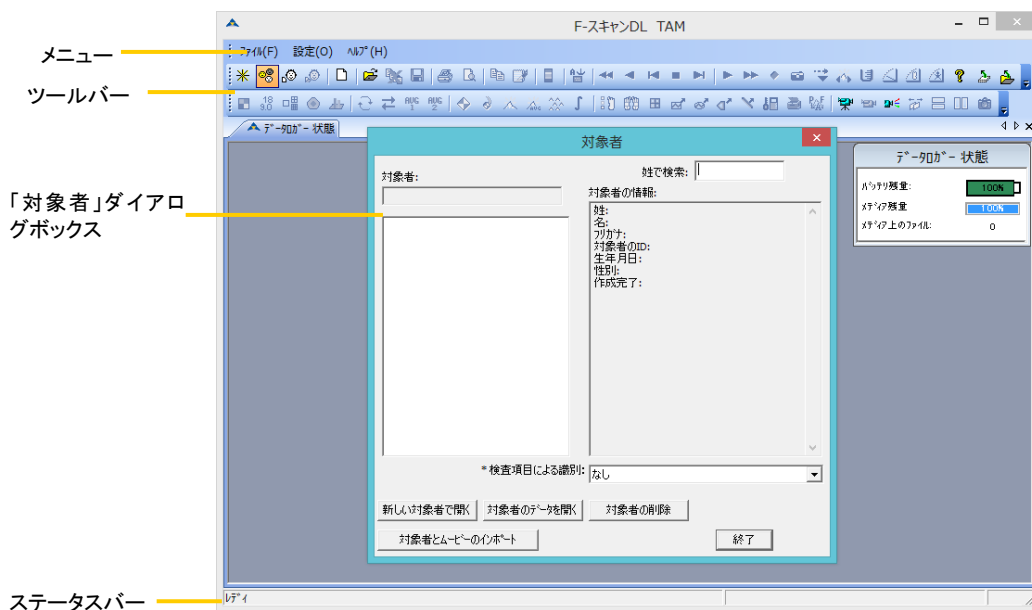 F-スキャンDL TAM
メニュー
ﾌｧｲﾙ(F) 設定(O) ﾍﾙﾌﾟ(H)
ツールバー
ﾃﾞｰﾀﾛｶﾞｰ 状態
「対象者」ダイアロ
グボックス
対象者
対象者:
姓で検索:
対象者の情報:
姓:
名:
ﾌﾘｶﾞﾅ:
対象者のID:
生年月日:
性別:
作成完了:
*検査項目による識別:
なし
新しい対象者で開く
対象者のﾃﾞｰﾀを開く
対象者の削除
対象者とムービーのｲﾝﾎﾟｰﾄ
終了
ﾃﾞｰﾀﾛｶﾞｰ 状態
ﾊﾞｯﾃﾘ残量: 100%
ﾒﾃﾞｨｱ残量 100%
ﾒﾃﾞｨｱ上のﾌｧｲﾙ: 0
ステータスバー
ﾚﾃﾞｨ